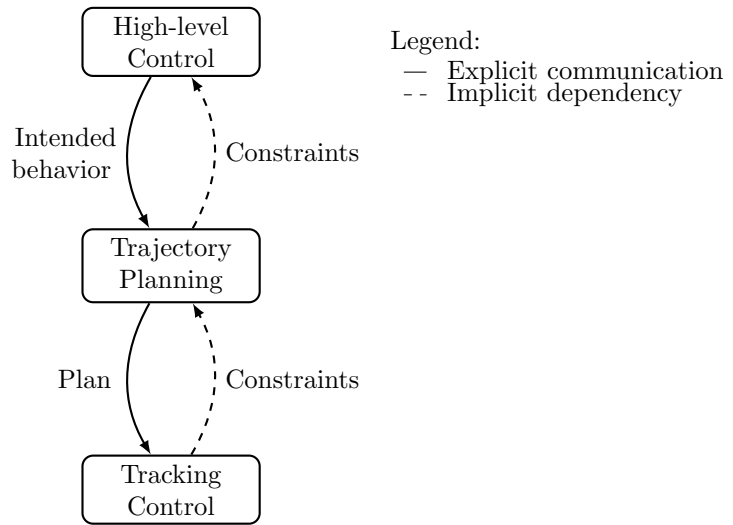 High-level
Control
Legend:
Explicit communication
Implicit dependency
Intended
behavior
Constraints
Trajectory
Planning
Plan
Constraints
Tracking
Control